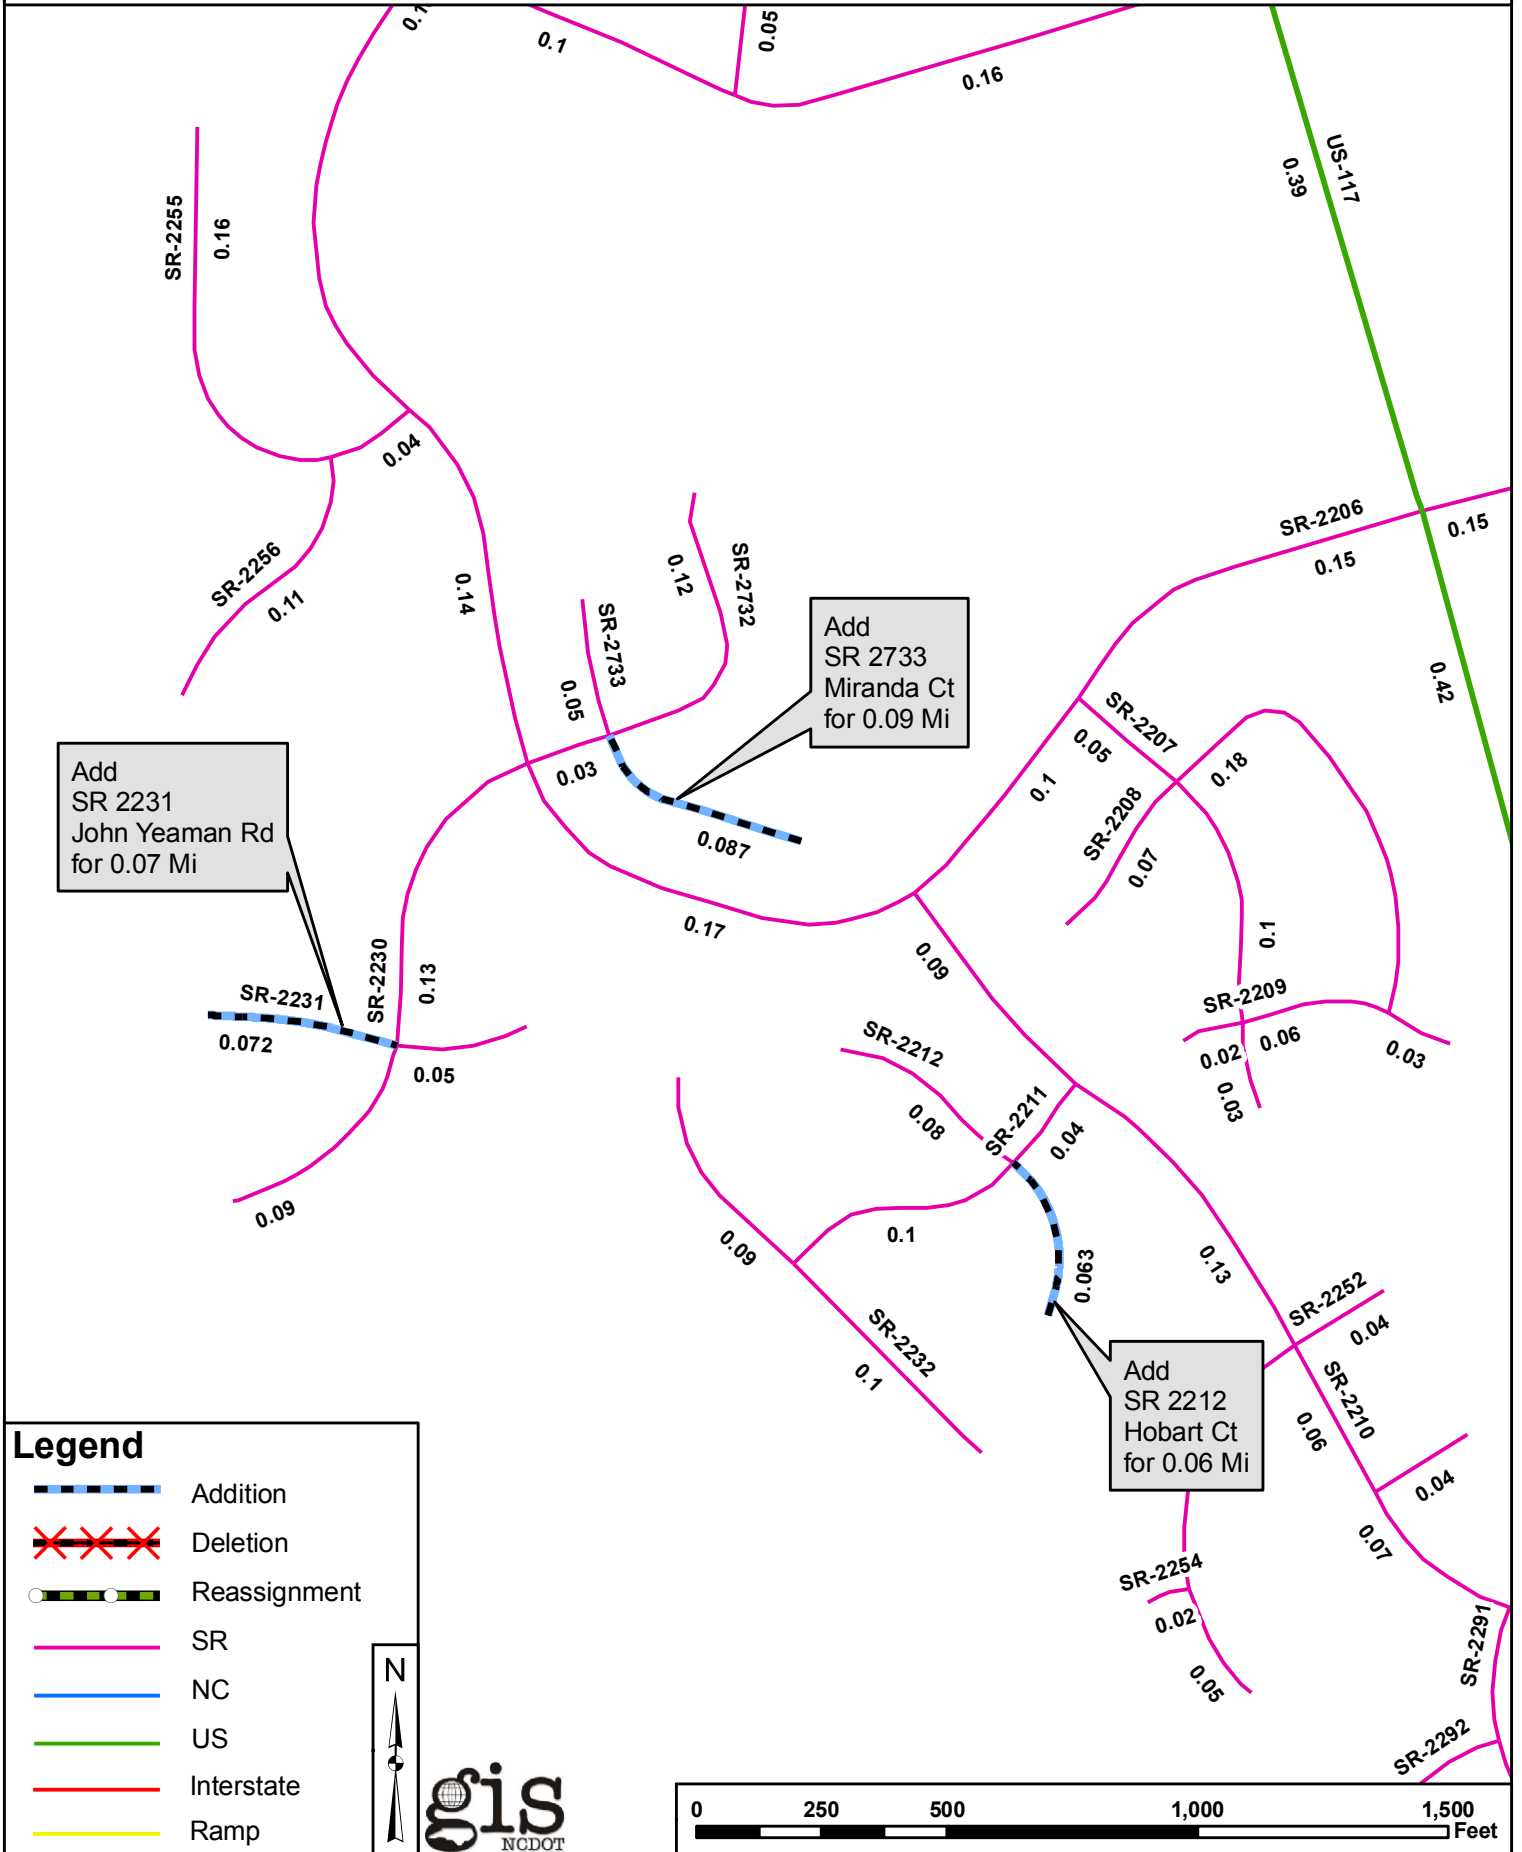 0.1
0.05
0.16
US-117
0.39
SR-2255
0.16
0.04
SR-2206
0.15
0.15
SR-2256
0.11
0.14
0.12
SR-2732
SR-2733
0.05
Add
SR 2733
Miranda Ct
for 0.09 Mi
0.42
SR-2207
0.05
0.18
0.1
SR-2208
0.07
0.03
0.087
Add
SR 2231
John Yeaman Rd
for 0.07 Mi
0.17
0.09
0.1
SR-2230
0.13
SR-2231
0.072
0.05
SR-2209
0.02
0.06
0.03
0.03
SR-2212
0.08
SR-2211
0.04
0.09
0.09
0.1
0.063
0.13
SR-2252
0.04
SR-2232
0.1
Add
SR 2212
Hobart Ct
for 0.06 Mi
SR-2210
0.06
0.04
0.07
SR-2254
0.02
0.05
SR-2291
SR-2292
Legend
Addition
Deletion
Reassignment
SR
NC
US
Interstate
Ramp
N
gis
NCDOT
0 250 500 1,000 1,500
Feet